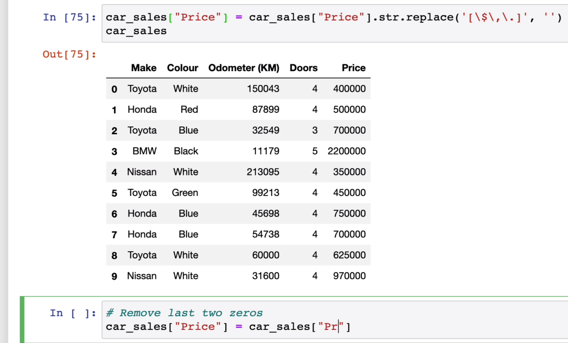 In [75]: car_sales["Price"] = car_sales["Price"].str.replace('[\$\,\.]', '')
car_sales
Out[75]:
Make Colour Odometer (KM) Doors Price
0 Toyota White 150043 4 400000
1 Honda Red 87899 4 500000
2 Toyota Blue 32549 3 700000
3 BMW Black 11179 5 2200000
4 Nissan White 213095 4 350000
5 Toyota Green 99213 4 450000
6 Honda Blue 45698 4 750000
7 Honda Blue 54738 4 700000
8 Toyota White 60000 4 625000
9 Nissan White 31600 4 970000
In [ ]: # Remove last two zeros
car_sales["Price"] = car_sales["Pr"]